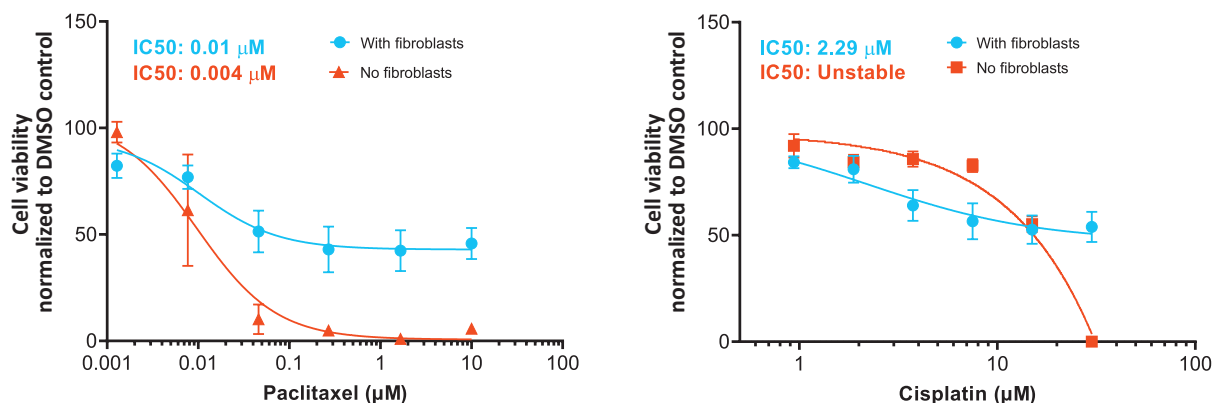 Cell viability
normalized to DMSO control
150
100
50
0
IC50: 0.01 µM
IC50: 0.004 µM
With fibroblasts
No fibroblasts
0.001 0.01 0.1 1 10 100
Paclitaxel (µM)
Cell viability
normalized to DMSO control
150
100
50
0
IC50: 2.29 µM
IC50: Unstable
With fibroblasts
No fibroblasts
1 10 100
Cisplatin (µM)